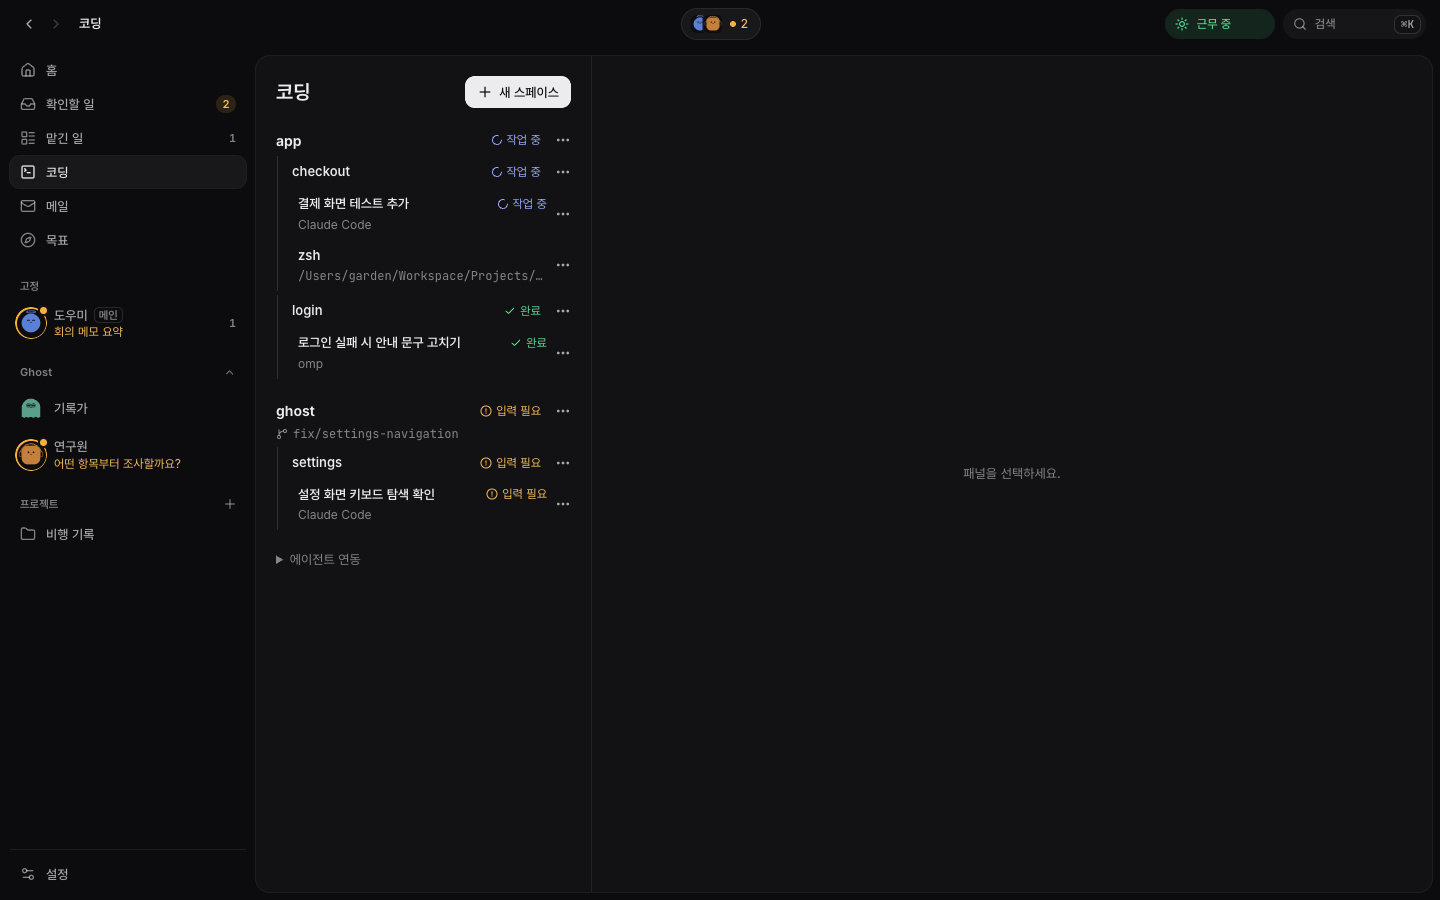 코딩
2
근무 중
검색
⌘K
홈
확인할 일
2
맡긴 일
1
코딩
메일
목표
고정
도우미 메인
회의 메모 요약
1
Ghost
기록가
연구원
어떤 항목부터 조사할까요?
프로젝트
비행 기록
설정
코딩
새 스페이스
app
작업 중
checkout
작업 중
결제 화면 테스트 추가
작업 중
Claude Code
zsh
/Users/garden/Workspace/Projects/…
login
완료
로그인 실패 시 안내 문구 고치기
완료
omp
ghost
입력 필요
fix/settings-navigation
settings
입력 필요
설정 화면 키보드 탐색 확인
입력 필요
Claude Code
에이전트 연동
패널을 선택하세요.